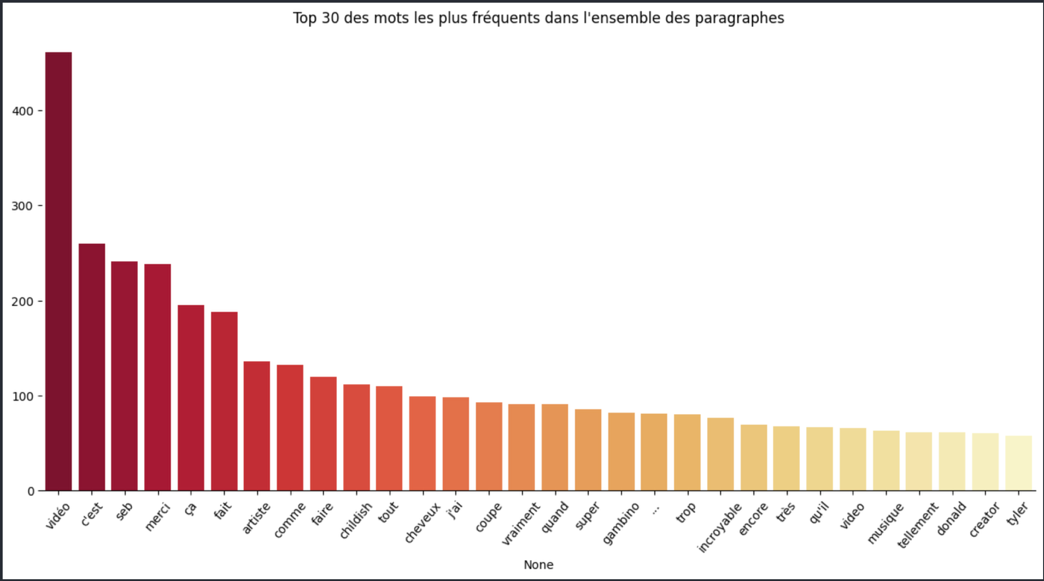 Top 30 des mots les plus fréquents dans l'ensemble des paragraphes
400
300
200
100
0
vidéo c'est seb merci ça fait artiste comme faire childish tout cheveux j'ai coupe vraiment quand super gambino ... trop incroyable encore très qu'il video musique tellement donald creator tyler
None